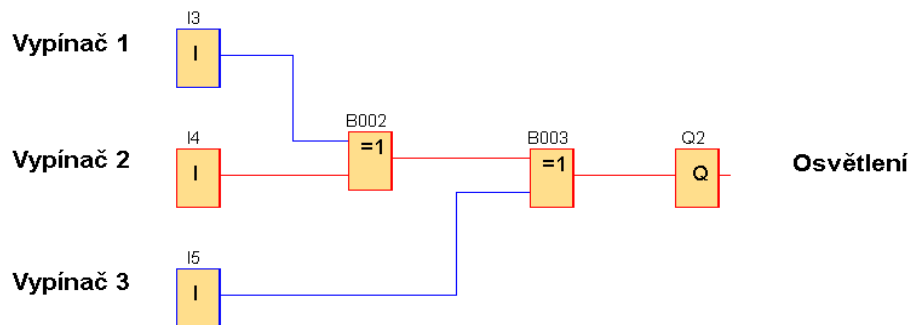 I3
Vypínač 1
I
B002
=1
I4
Vypínač 2
I
B003
=1
Q2
Q
Osvětlení
I5
Vypínač 3
I